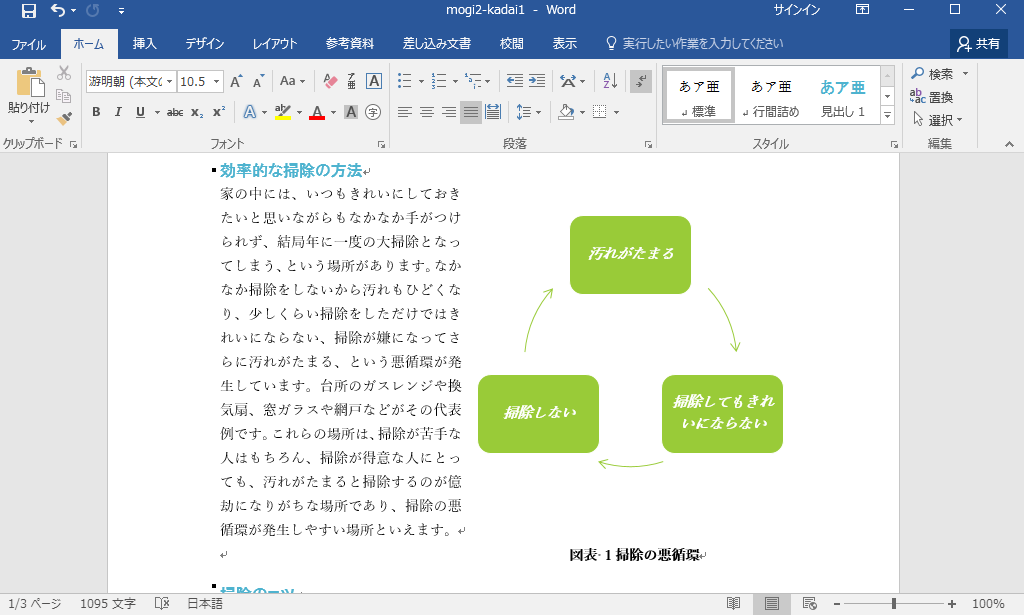 mogi2-kadai1 - Word
サインイン
ファイル ホーム 挿入 デザイン レイアウト 参考資料 差し込み文書 校閲 表示 実行したい作業を入力してください 共有
貼り付け
游明朝 (本文の 10.5 A A Aa 亜 A
B I U abc x₂ x² A ab A A 字
あア亜 標準
あア亜 行間詰め
あア亜 見出し 1
検索
置換
選択
クリップボード フォント 段落 スタイル 編集
効率的な掃除の方法
家の中には、いつもきれいにしておき
たいと思いながらもなかなか手がつけ
られず、結局年に一度の大掃除となっ
てしまう、という場所があります。なか
なか掃除をしないから汚れもひどくな
り、少しくらい掃除をしただけではき
れいにならない、掃除が嫌になってさ
らに汚れがたまる、という悪循環が発
生しています。台所のガスレンジや換
気扇、窓ガラスや網戸などがその代表
例です。これらの場所は、掃除が苦手な
人はもちろん、掃除が得意な人にとっ
ても、汚れがたまると掃除するのが億
劫になりがちな場所であり、掃除の悪
循環が発生しやすい場所といえます。
汚れがたまる
掃除してもきれ
いにならない
掃除しない
図表 1 掃除の悪循環
掃除のコツ
1/3 ページ 1095 文字 日本語 100%